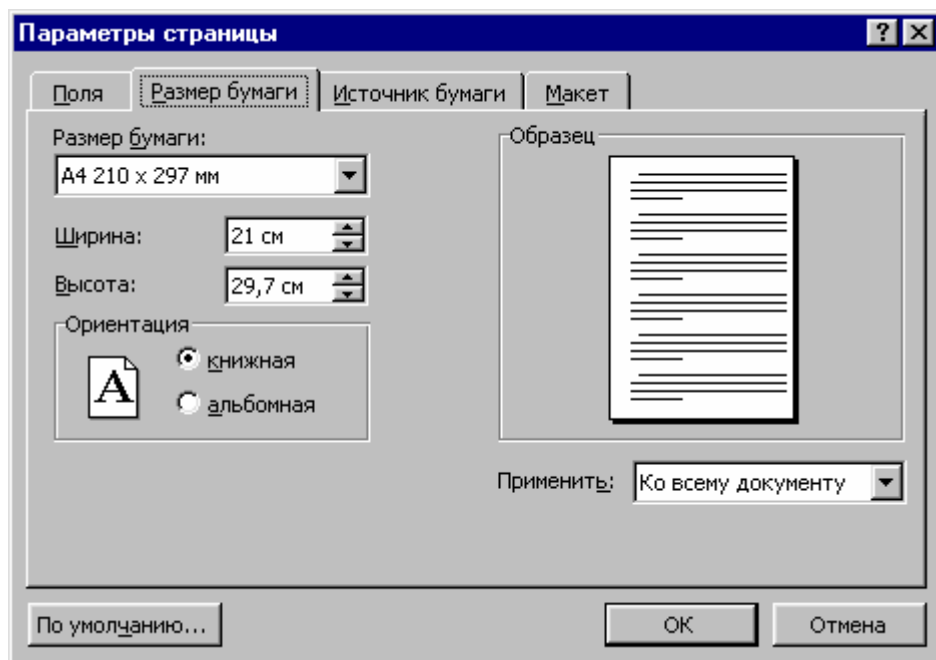 Параметры страницы
Поля
Размер бумаги
Источник бумаги
Макет
Размер бумаги:
A4 210 x 297 мм
Ширина:
21 см
Высота:
29,7 см
Ориентация
A
книжная
альбомная
Образец
Применить:
Ко всему документу
По умолчанию...
ОК
Отмена